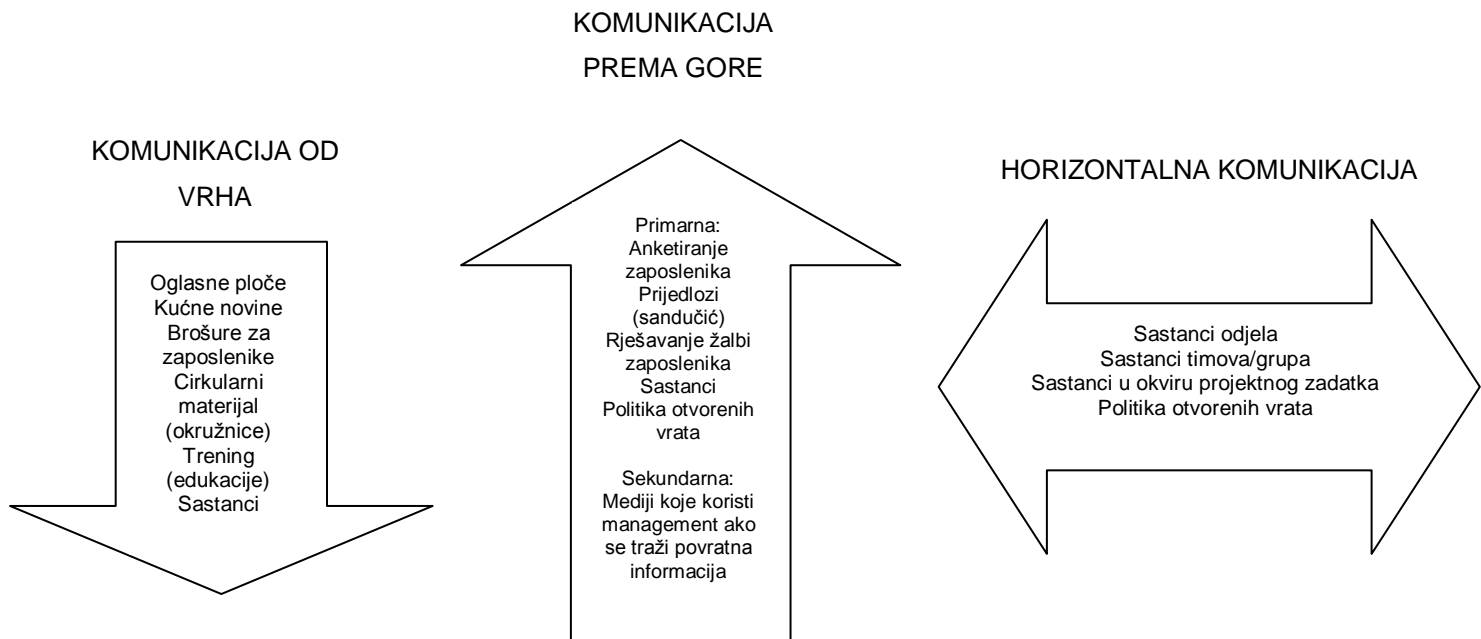 KOMUNIKACIJA OD
VRHA
Oglasne ploče
Kućne novine
Brošure za
zaposlenike
Cirkularni
materijal
(okružnice)
Trening
(edukacije)
Sastanci
KOMUNIKACIJA
PREMA GORE
Primarna:
Anketiranje
zaposlenika
Prijedlozi
(sandučić)
Rješavanje žalbi
zaposlenika
Sastanci
Politika otvorenih
vrata
Sekundarna:
Mediji koje koristi
management ako
se traži povratna
informacija
HORIZONTALNA KOMUNIKACIJA
Sastanci odjela
Sastanci timova/grupa
Sastanci u okviru projektnog zadatka
Politika otvorenih vrata